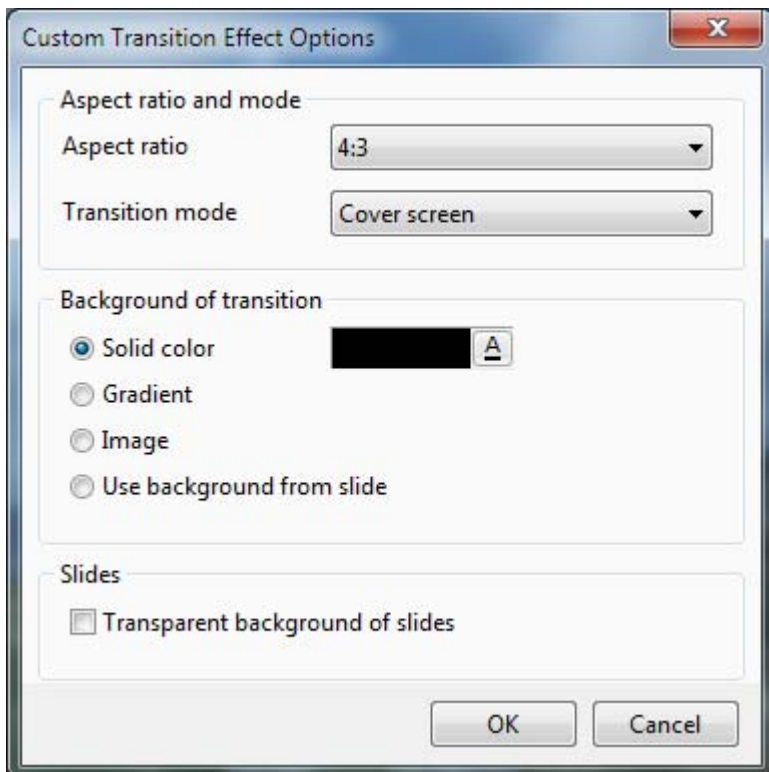 Custom Transition Effect Options
Aspect ratio and mode
Aspect ratio 4:3
Transition mode Cover screen
Background of transition
Solid color A
Gradient
Image
Use background from slide
Slides
Transparent background of slides
OK Cancel